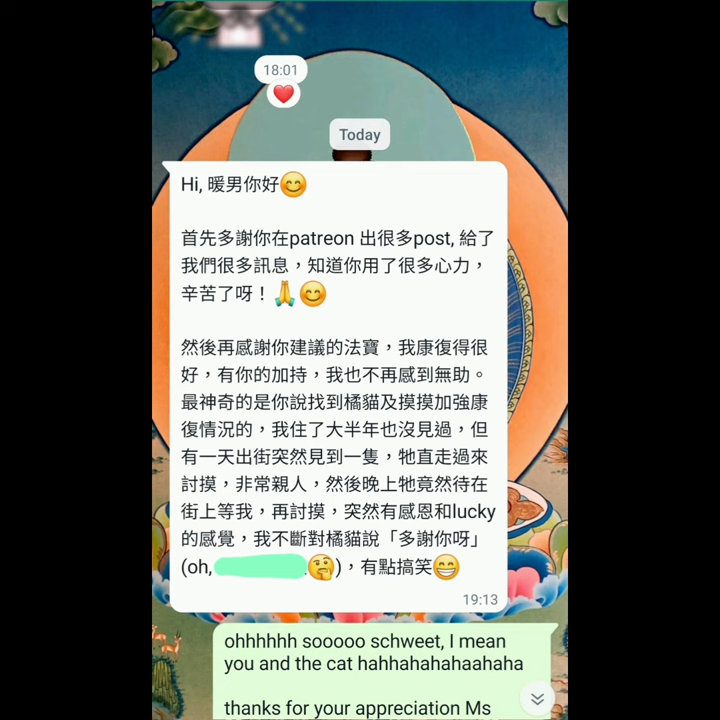 18:01
Today
Hi, 暖男你好😊
首先多謝你在patreon 出很多post, 給了
我們很多訊息，知道你用了很多心力，
辛苦了呀！🙏😊
然後再感謝你建議的法寶，我康復得很
好，有你的加持，我也不再感到無助。
最神奇的是你說找到橘貓及摸摸加強康
復情況的，我住了大半年也沒見過，但
有一天出街突然見到一隻，牠直走過來
討摸，非常親人，然後晚上牠竟然待在
街上等我，再討摸，突然有感恩和lucky
的感覺，我不斷對橘貓說「多謝你呀」
(oh, 🤔)，有點搞笑😁
19:13
ohhhhhh sooooo schweet, I mean
you and the cat hahhahahahaahaha
thanks for your appreciation Ms